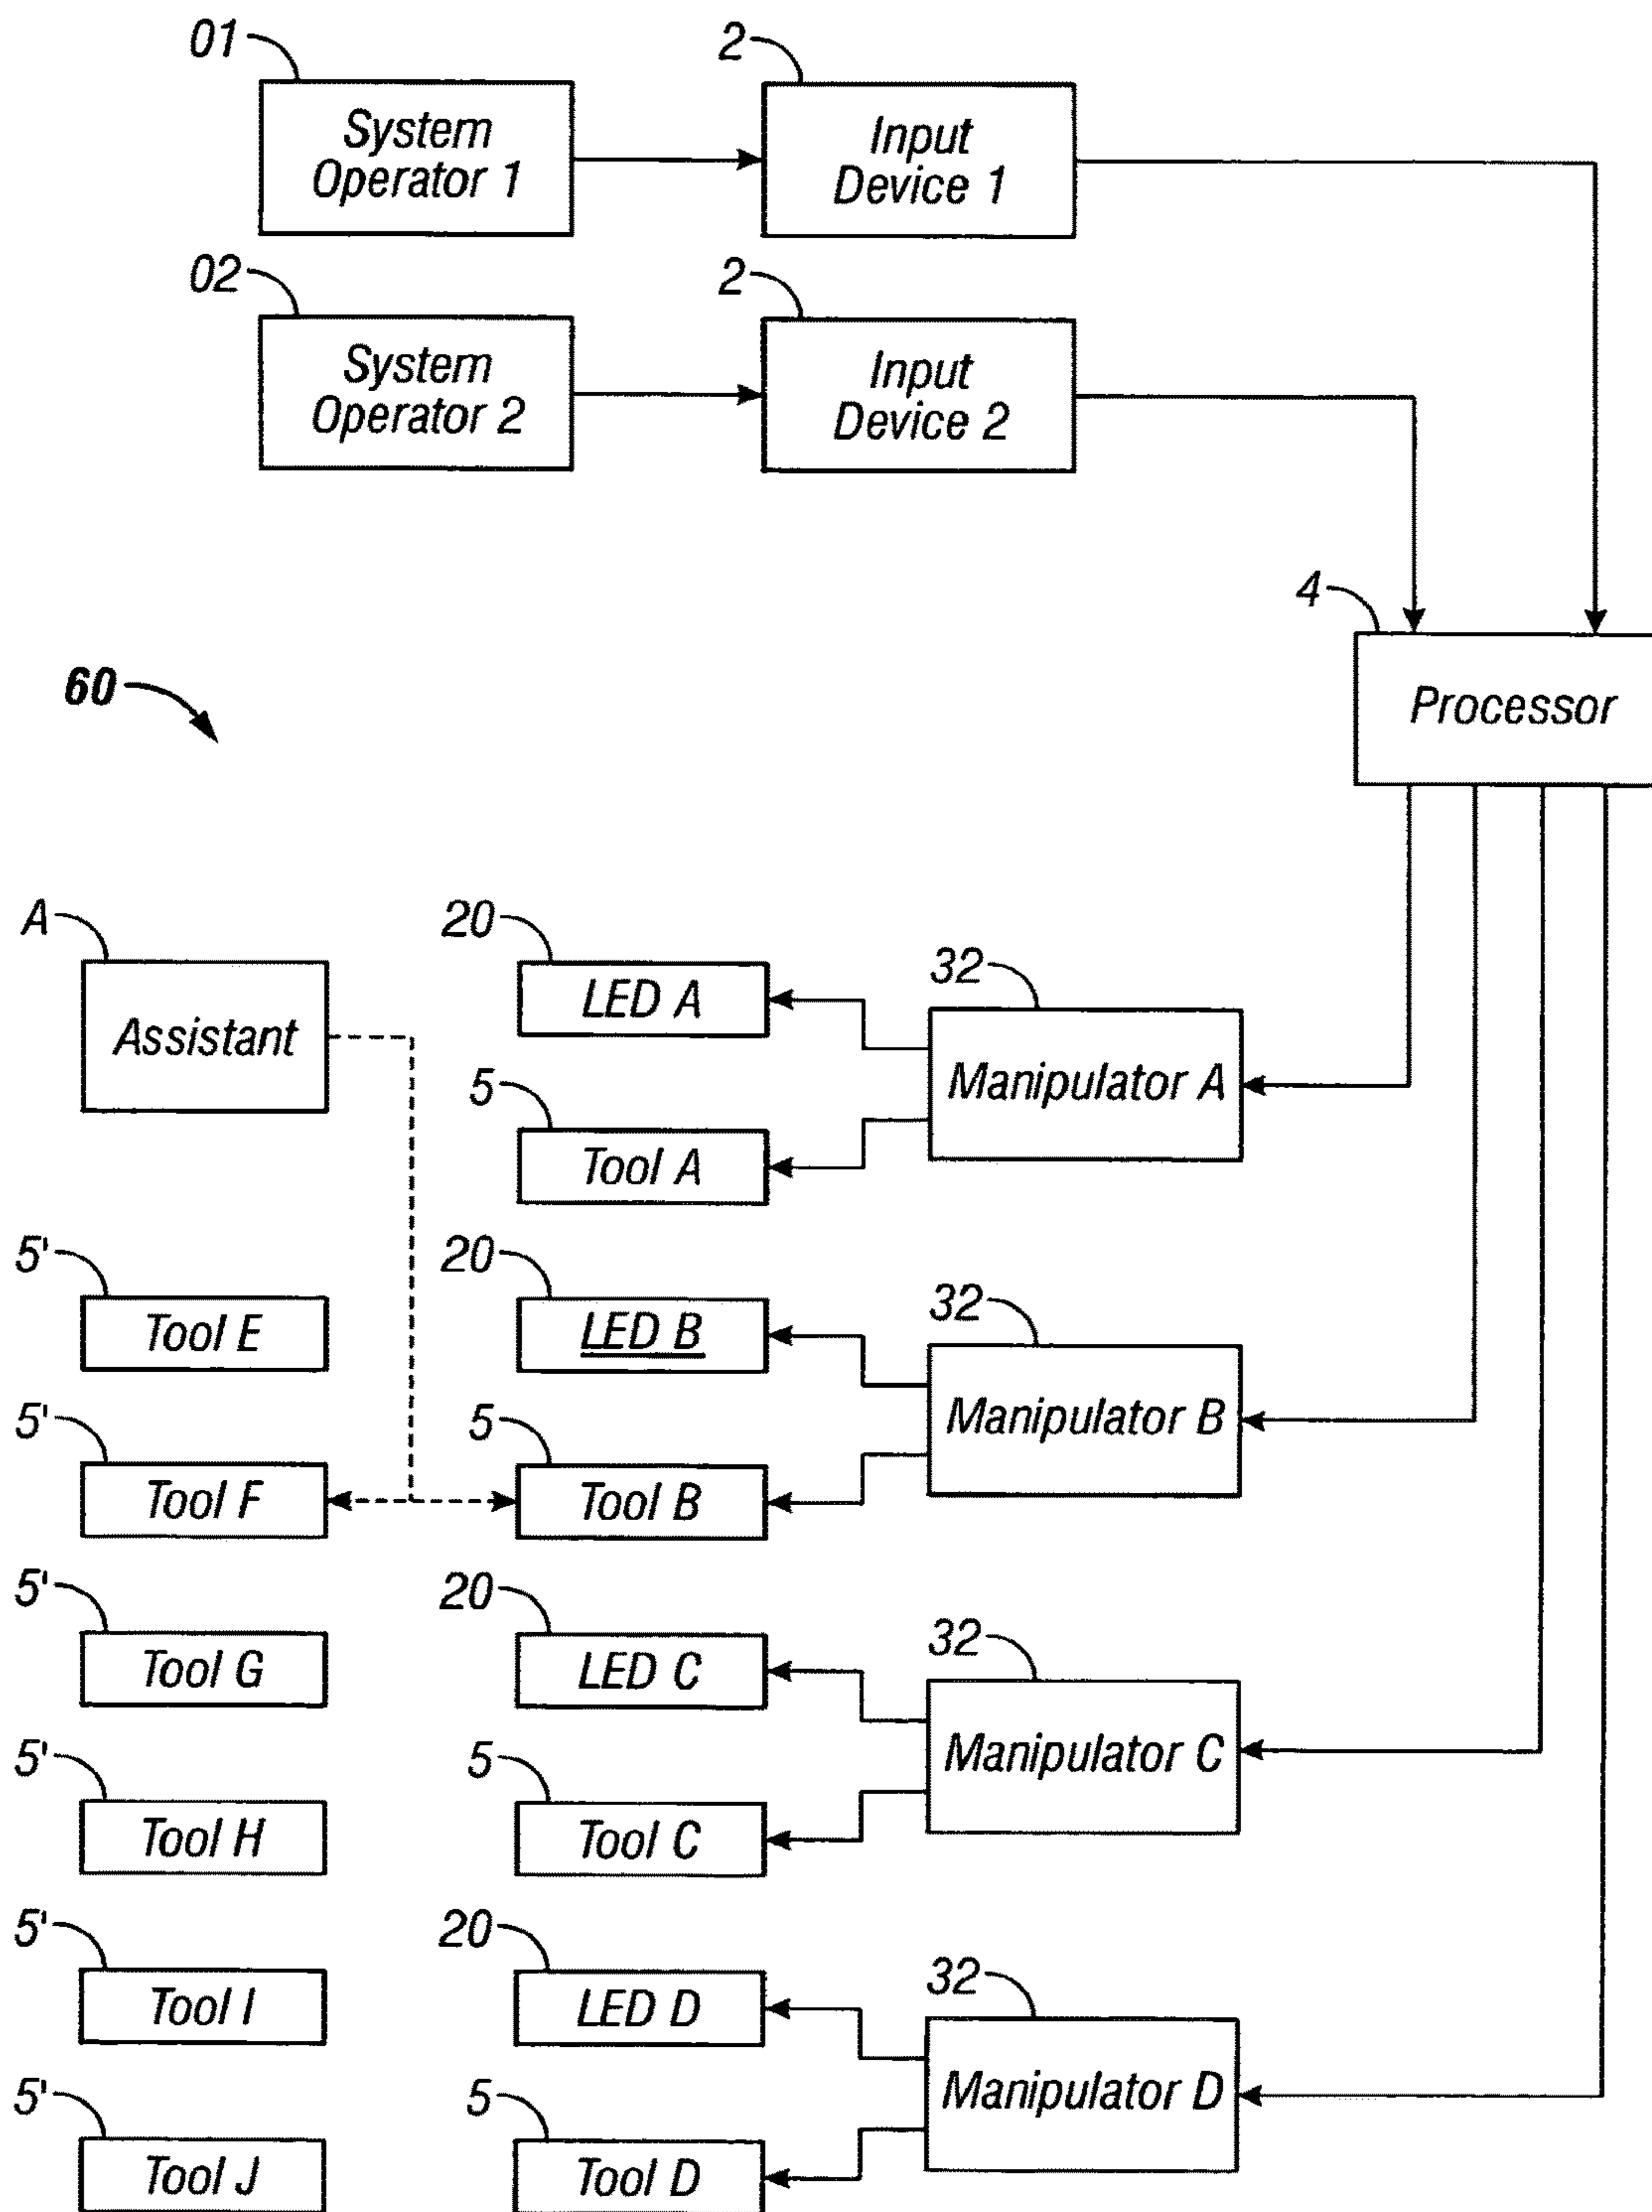 01
2
System
Operator 1
Input
Device 1
02
2
System
Operator 2
Input
Device 2
4
Processor
60
A
Assistant
20
LED A
32
Manipulator A
5
Tool A
5'
Tool E
20
LED B
32
Manipulator B
5'
Tool F
5
Tool B
5'
Tool G
20
LED C
32
Manipulator C
5'
Tool H
5
Tool C
5'
Tool I
20
LED D
32
Manipulator D
5'
Tool J
5
Tool D